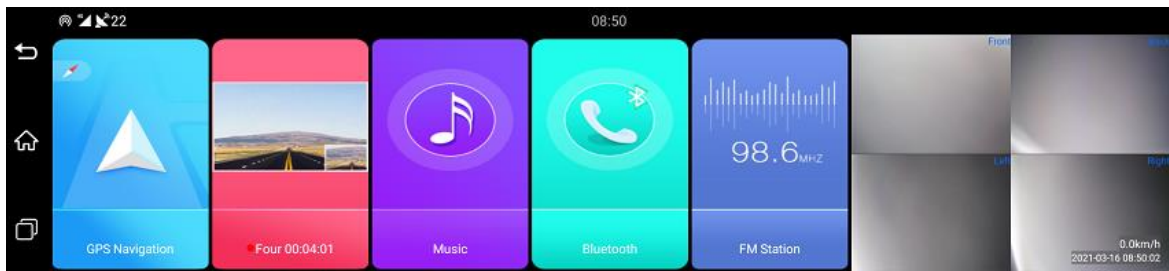 22
08:50
GPS Navigation
Four 00:04:01
Music
Bluetooth
98.6MHZ
FM Station
Front
Back
Left
Right
0.0km/h
2021-03-16 08:50:02